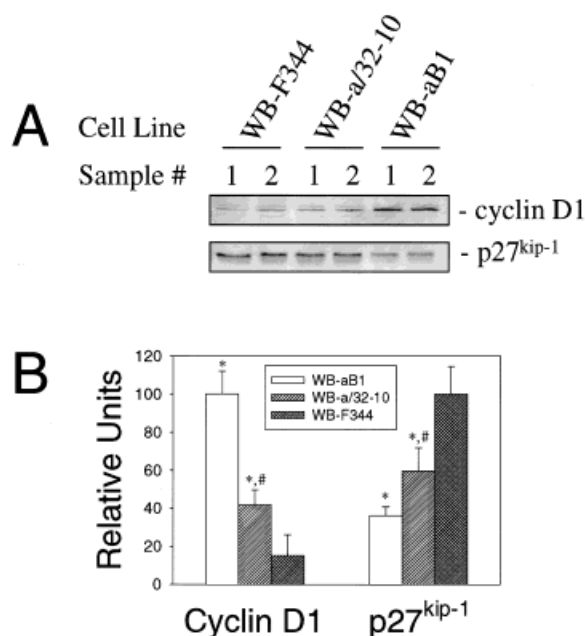 A
Cell Line WB-F344 WB-a/32-10 WB-aB1
Sample # 1 2 1 2 1 2
- cyclin D1
- p27kip-1
B
Relative Units
120
100
80
60
40
20
0
WB-aB1
WB-a/32-10
WB-F344
*
*,#
*
*,#
Cyclin D1 p27kip-1